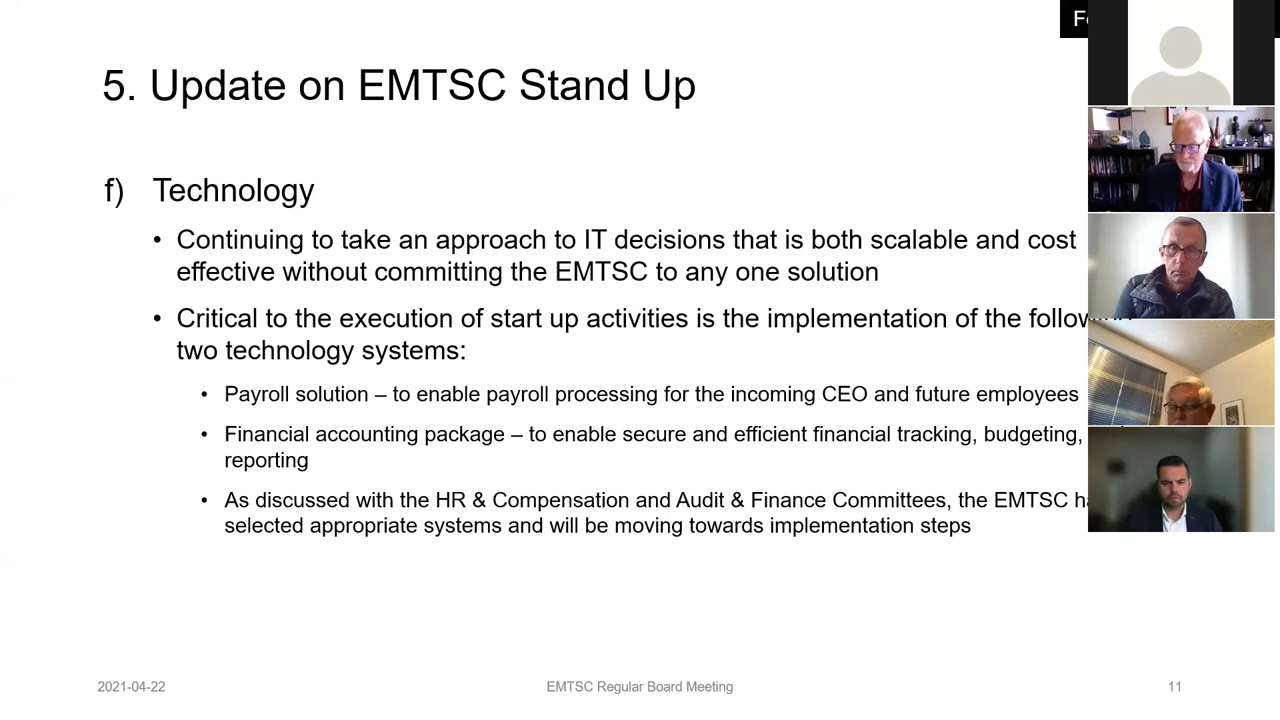 5. Update on EMTSC Stand Up
f) Technology
• Continuing to take an approach to IT decisions that is both scalable and cost
effective without committing the EMTSC to any one solution
• Critical to the execution of start up activities is the implementation of the
two technology systems:
• Payroll solution – to enable payroll processing for the incoming CEO and future employees
• Financial accounting package – to enable secure and efficient financial tracking, budgeting,
reporting
• As discussed with the HR & Compensation and Audit & Finance Committees, the EMTSC
selected appropriate systems and will be moving towards implementation steps
2021-04-22
EMTSC Regular Board Meeting
11